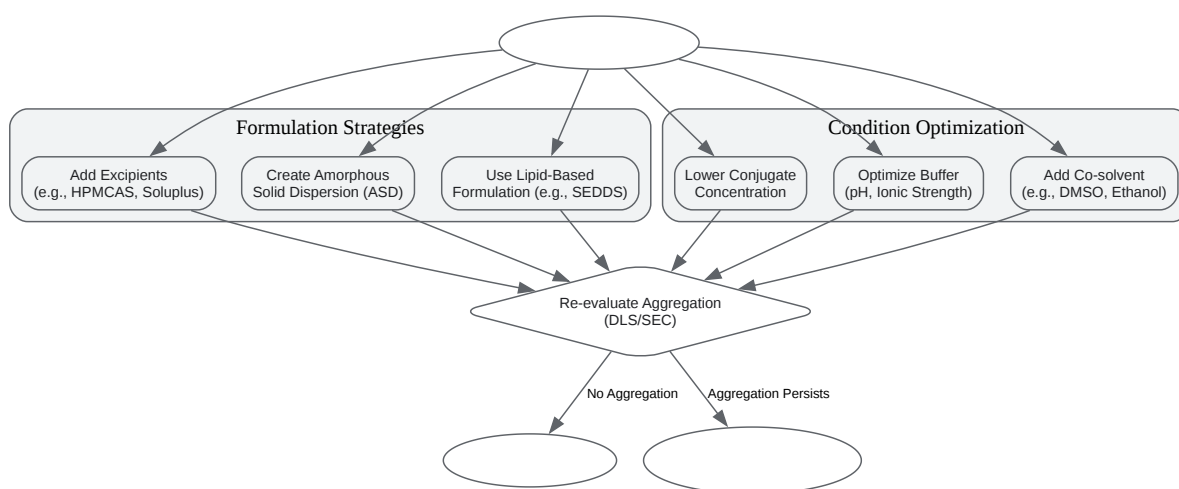 Formulation Strategies
Condition Optimization
Add Excipients
(e.g., HPMCAS, Soluplus)
Create Amorphous
Solid Dispersion (ASD)
Use Lipid-Based
Formulation (e.g., SEDDS)
Lower Conjugate
Concentration
Optimize Buffer
(pH, Ionic Strength)
Add Co-solvent
(e.g., DMSO, Ethanol)
Re-evaluate Aggregation
(DLS/SEC)
No Aggregation
Aggregation Persists